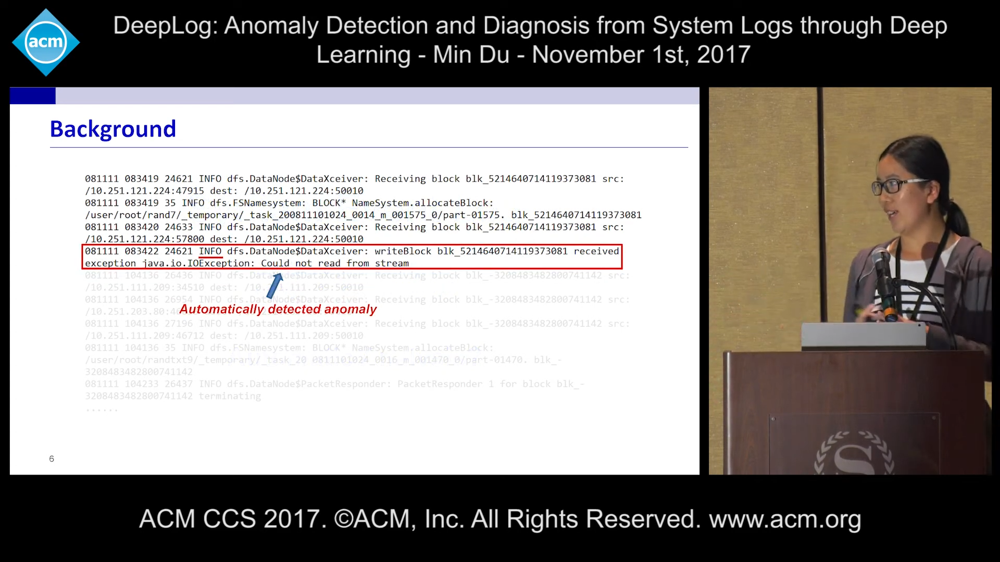 acm
DeepLog: Anomaly Detection and Diagnosis from System Logs through Deep
Learning - Min Du - November 1st, 2017
Background
081111 083419 24621 INFO dfs.DataNode$DataXceiver: Receiving block blk_5214640714119373081 src:
/10.251.121.224:47915 dest: /10.251.121.224:50010
081111 083419 35 INFO dfs.FSNamesystem: BLOCK* NameSystem.allocateBlock:
/user/root/rand7/_temporary/_task_200811101024_0014_m_001575_0/part-01575. blk_5214640714119373081
081111 083420 24633 INFO dfs.DataNode$DataXceiver: Receiving block blk_5214640714119373081 src:
/10.251.121.224:57800 dest: /10.251.121.224:50010
081111 083422 24621 INFO dfs.DataNode$DataXceiver: writeBlock blk_5214640714119373081 received
exception java.io.IOException: Could not read from stream
081111 104136 26436 INFO dfs.DataNode$DataXceiver: Receiving block blk_-3208483482800741142 src:
/10.251.111.209:34510 dest: /10.251.111.209:50010
081111 104136 26954 INFO dfs.DataNode$DataXceiver: Receiving block blk_-3208483482800741142 src:
Automatically detected anomaly
081111 104136 27196 INFO dfs.DataNode$DataXceiver: Receiving block blk_-3208483482800741142 src:
/10.251.111.209:46712 dest: /10.251.111.209:50010
081111 104136 35 INFO dfs.FSNamesystem: BLOCK* NameSystem.allocateBlock:
/user/root/randtxt9/_temporary/_task_20 0811101024_0016_m_001470_0/part-01470. blk_-
3208483482800741142
081111 104233 26437 INFO dfs.DataNode$PacketResponder: PacketResponder 1 for block blk_-
3208483482800741142 terminating
......
6
S
ACM CCS 2017. ©ACM, Inc. All Rights Reserved. www.acm.org